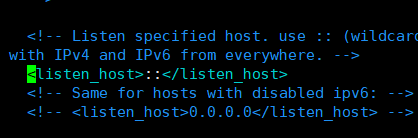 <!-- Listen specified host. use :: (wildcard
with IPv4 and IPv6 from everywhere. -->
<listen_host>::</listen_host>
<!-- Same for hosts with disabled ipv6: -->
<!-- <listen_host>0.0.0.0</listen_host> -->